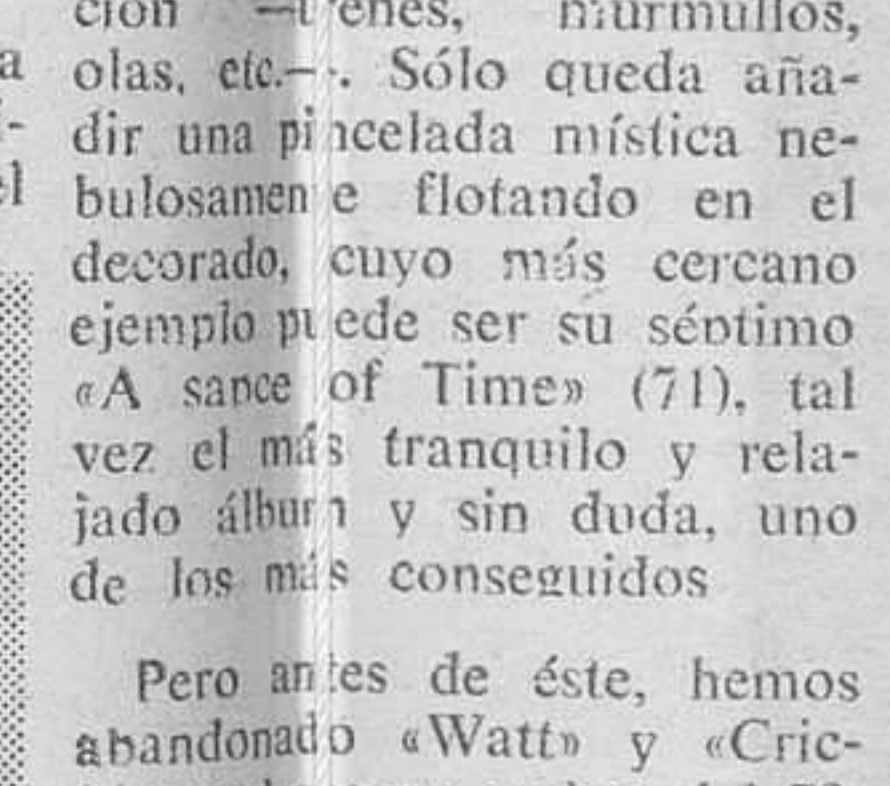 ción —trenes, murmullos,
olas, etc.—. Sólo queda aña-
dir una pincelada mística ne-
bulosamente flotando en el
decorado, cuyo más cercano
ejemplo puede ser su séptimo
«A sance of Time» (71), tal
vez el más tranquilo y rela-
jado álbum y sin duda, uno
de los más conseguidos
Pero antes de éste, hemos
abandonado «Watt» y «Cric-